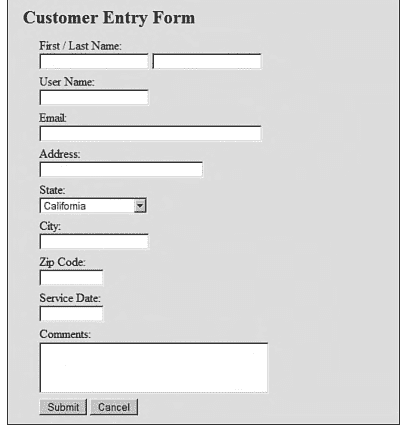 Customer Entry Form
First / Last Name:
User Name:
Email:
Address:
State:
California
City:
Zip Code:
Service Date:
Comments:
Submit Cancel